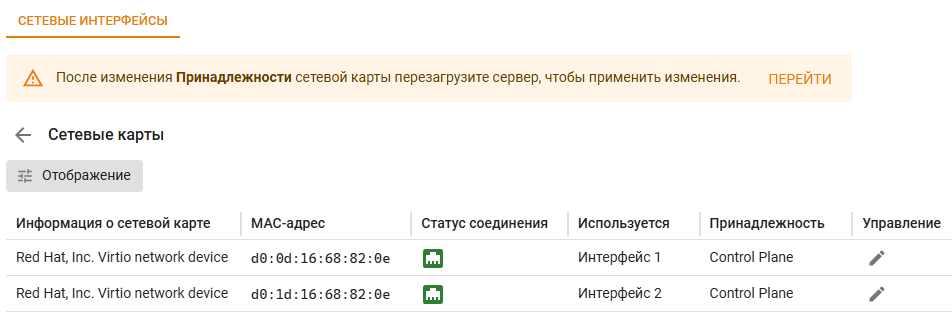 СЕТЕВЫЕ ИНТЕРФЕЙСЫ
После изменения Принадлежности сетевой карты перезагрузите сервер, чтобы применить изменения. ПЕРЕЙТИ
Сетевые карты
Отображение
Информация о сетевой карте MAC-адрес Статус соединения Используется Принадлежность Управление
Red Hat, Inc. Virtio network device d0:0d:16:68:82:0e Интерфейс 1 Control Plane
Red Hat, Inc. Virtio network device d0:1d:16:68:82:0e Интерфейс 2 Control Plane